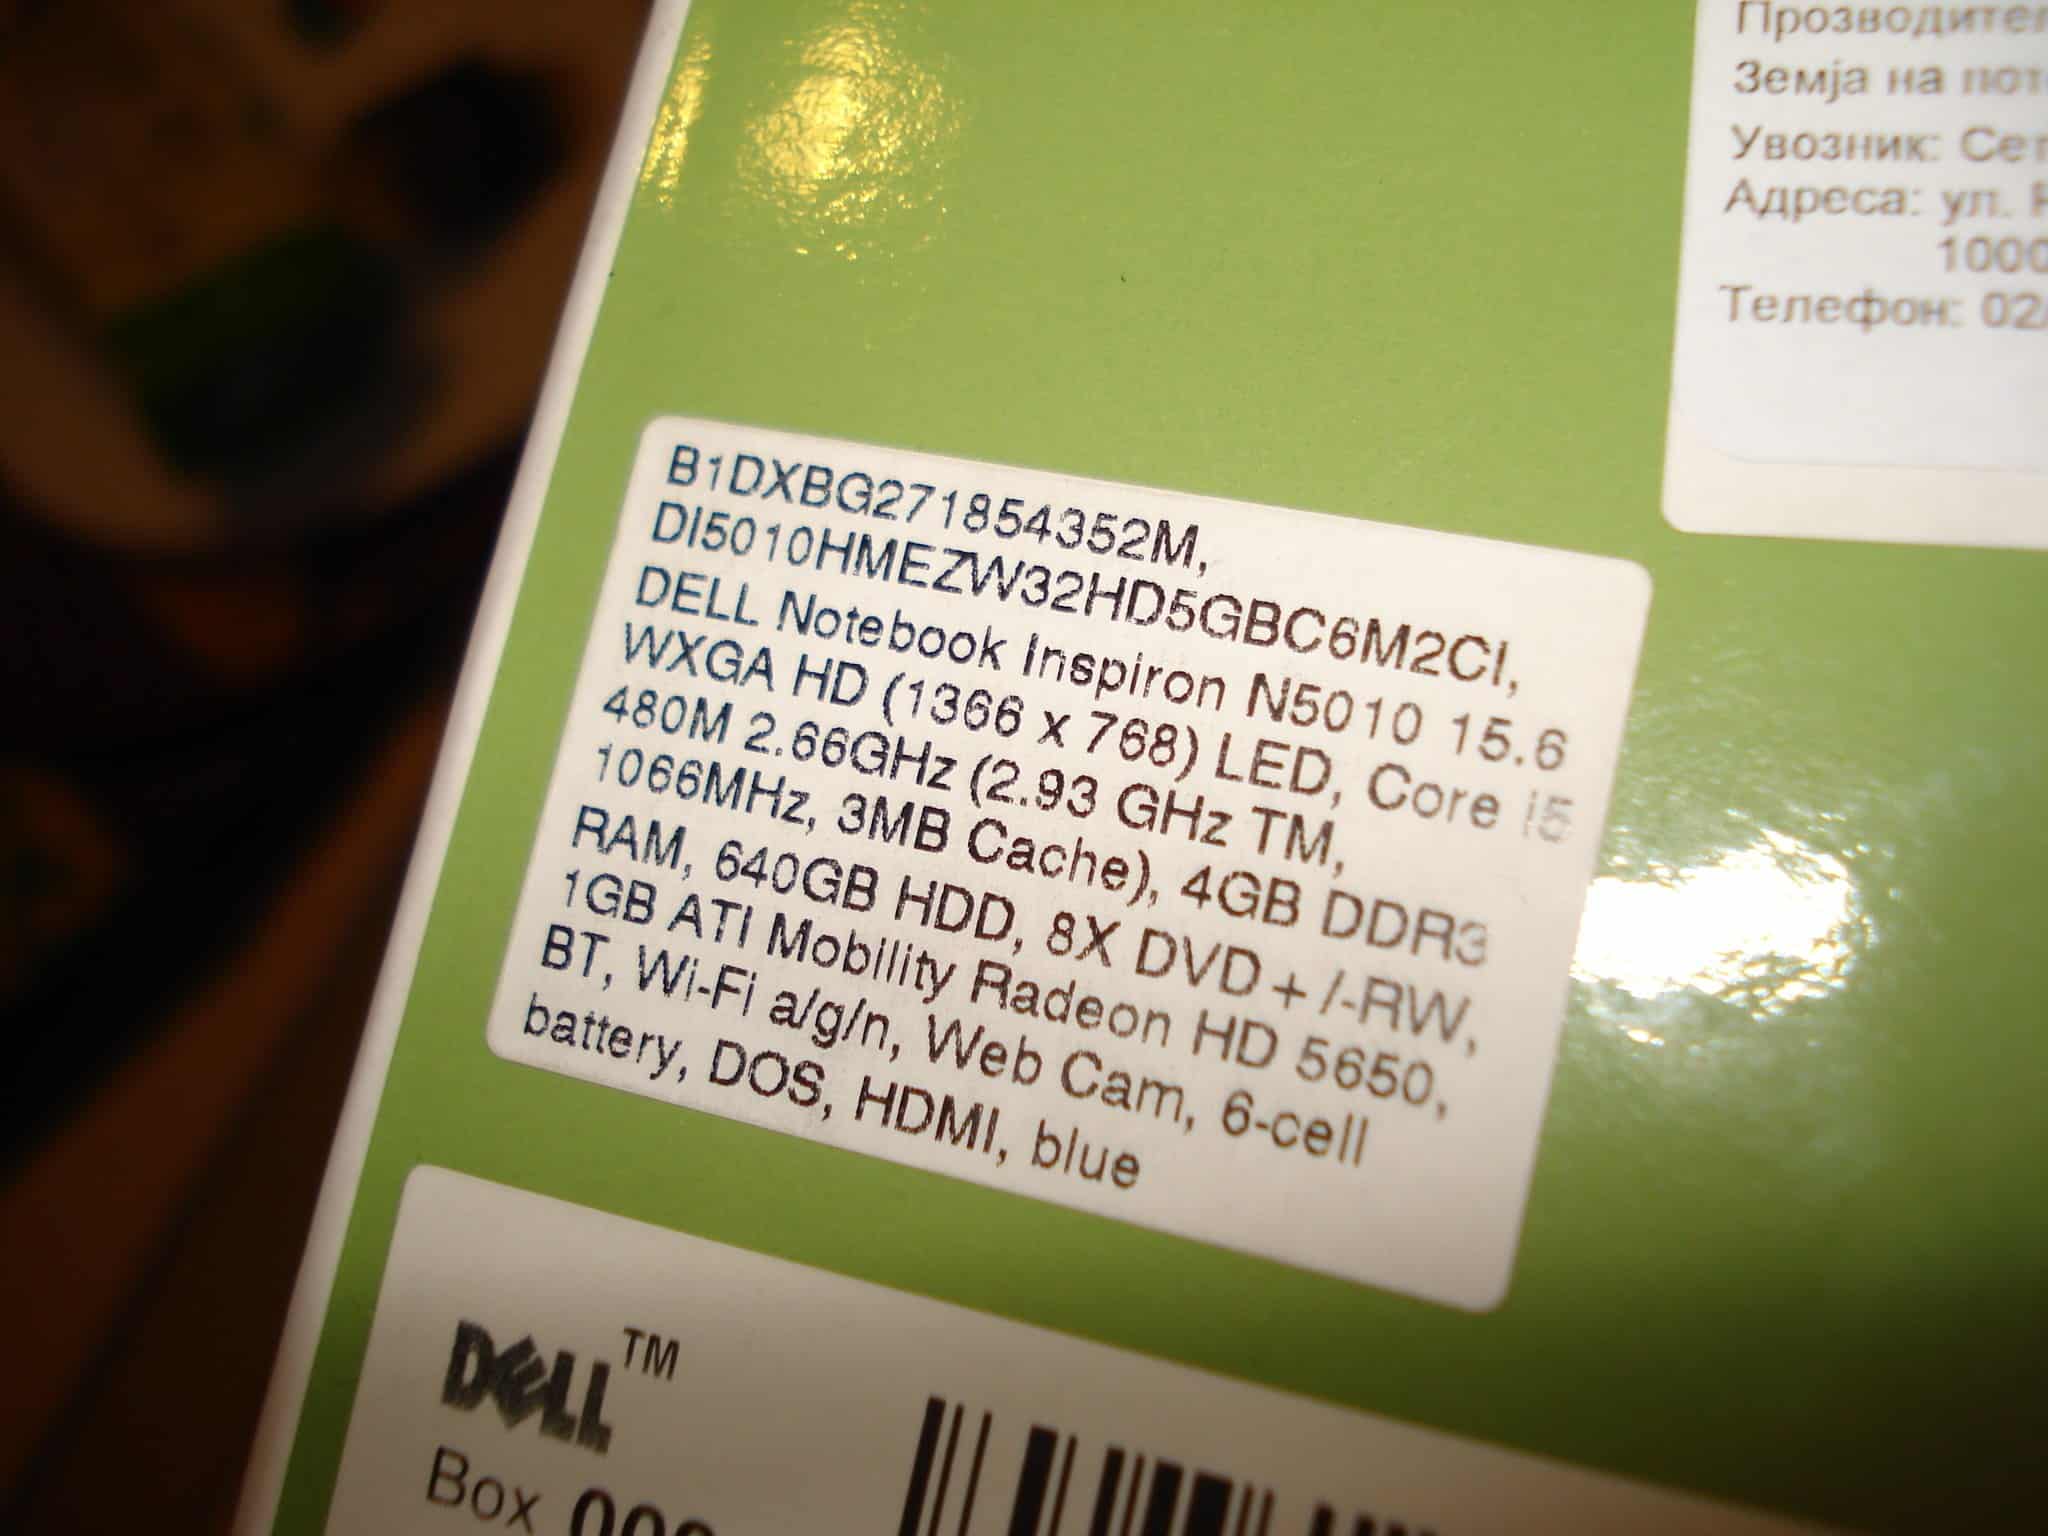 Прозводител
Земја на
Увозник:
Адреса: ул.
1000
Телефон: 02/
B1DXBG271854352M,
DI5010HMEZW32HD5GBC6M2CI,
DELL Notebook Inspiron N5010 15.6
WXGA HD (1366 x 768) LED, Core i5
480M 2.66GHz (2.93 GHz TM,
1066MHz, 3MB Cache), 4GB DDR3
RAM, 640GB HDD, 8X DVD+/-RW,
1GB ATI Mobility Radeon HD 5650,
BT, Wi-Fi a/g/n, Web Cam, 6-cell
battery, DOS, HDMI, blue
DELL™
Box